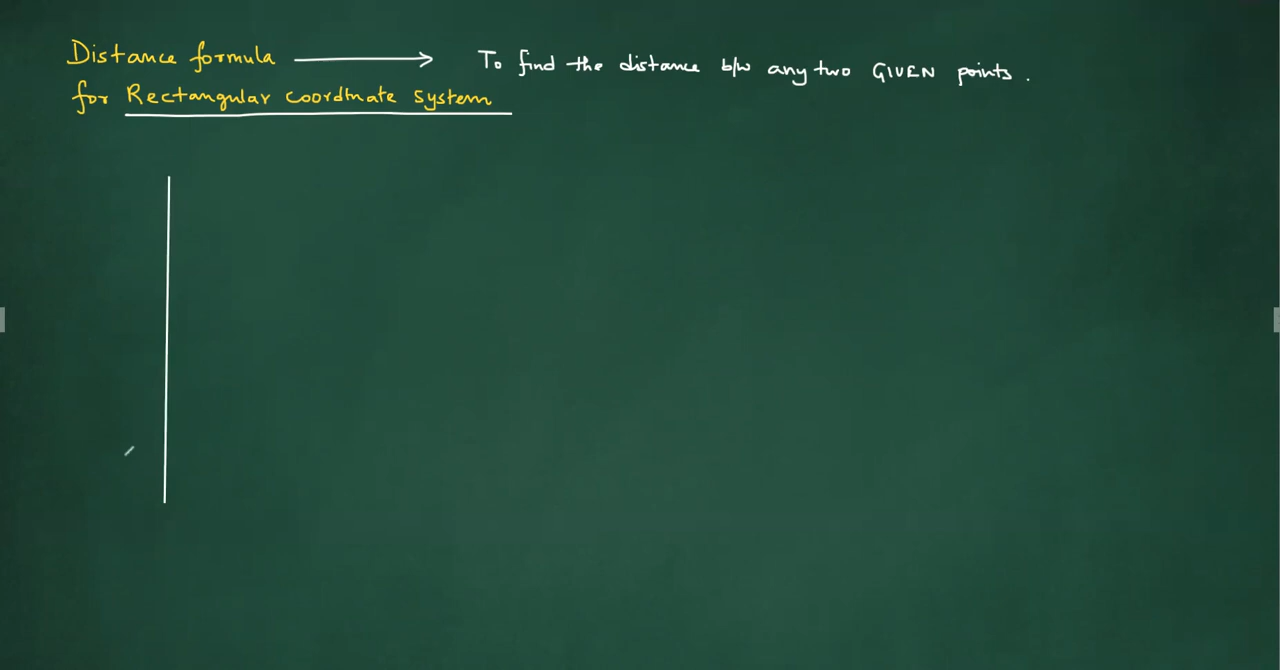 Distance formula → To find the distance b/w any two GIVEN points.
for Rectangular coordinate system